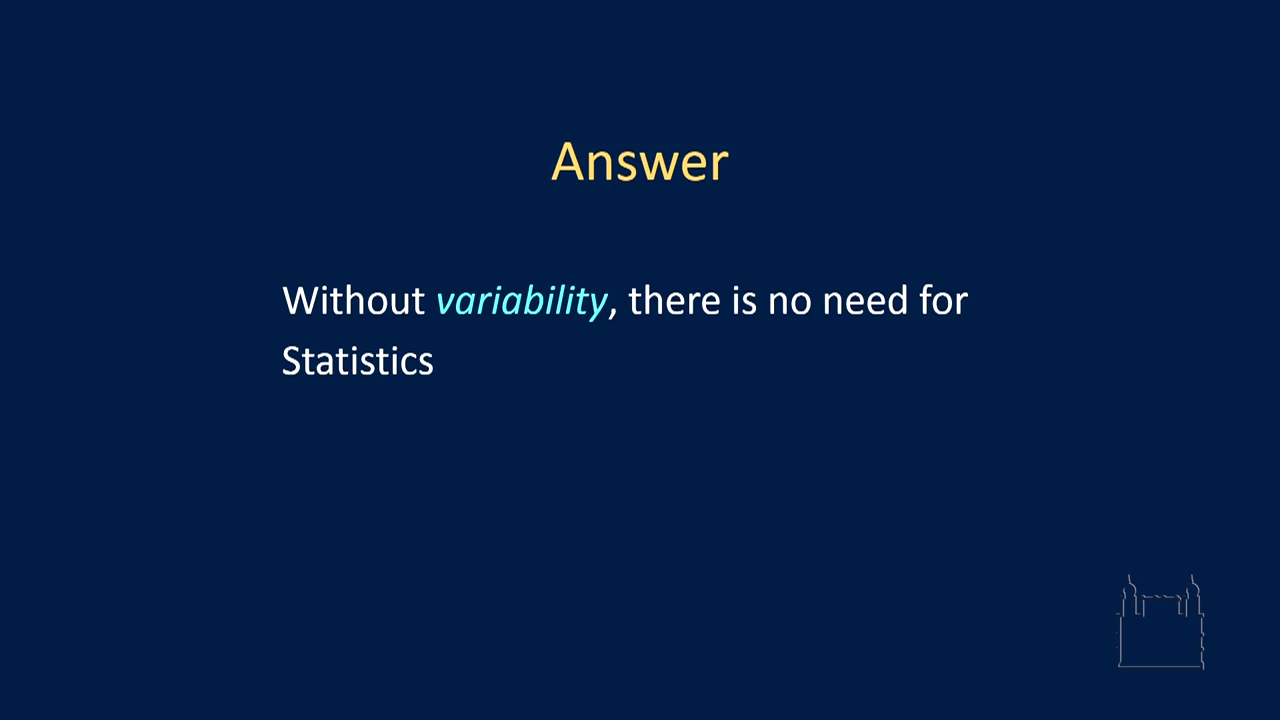 Answer
Without variability, there is no need for
Statistics